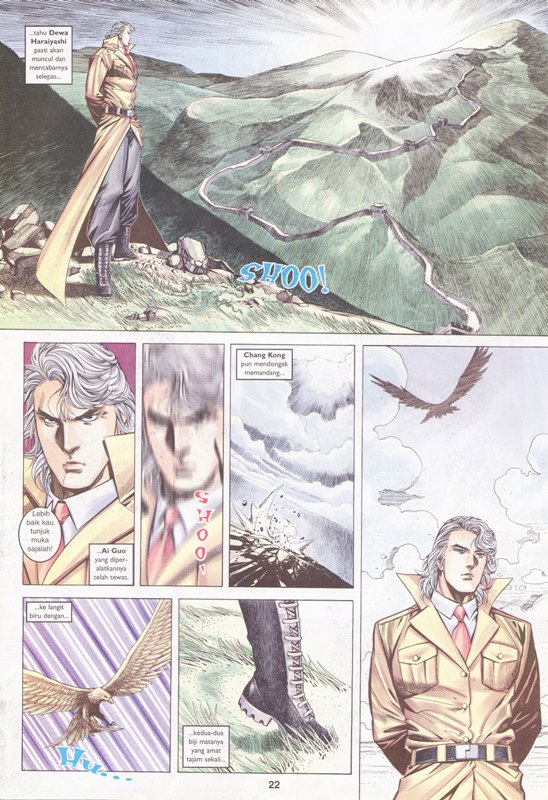 ...tahu Dewa
Haraiyashi
pasti akan
muncul dan
mencabarnya
selepas...
SHOO!
Lebih
baik kau
tunjuk
muka
sajalah!
...Ai Guo
yang diper-
alatkannya
telah tewas.
SHOO!
Chang Kong
pun mendongak
memandang...
...ke langit
biru dengan...
Hu...
...kedua-dua
biji matanya
yang amat
tajam sekali...
22